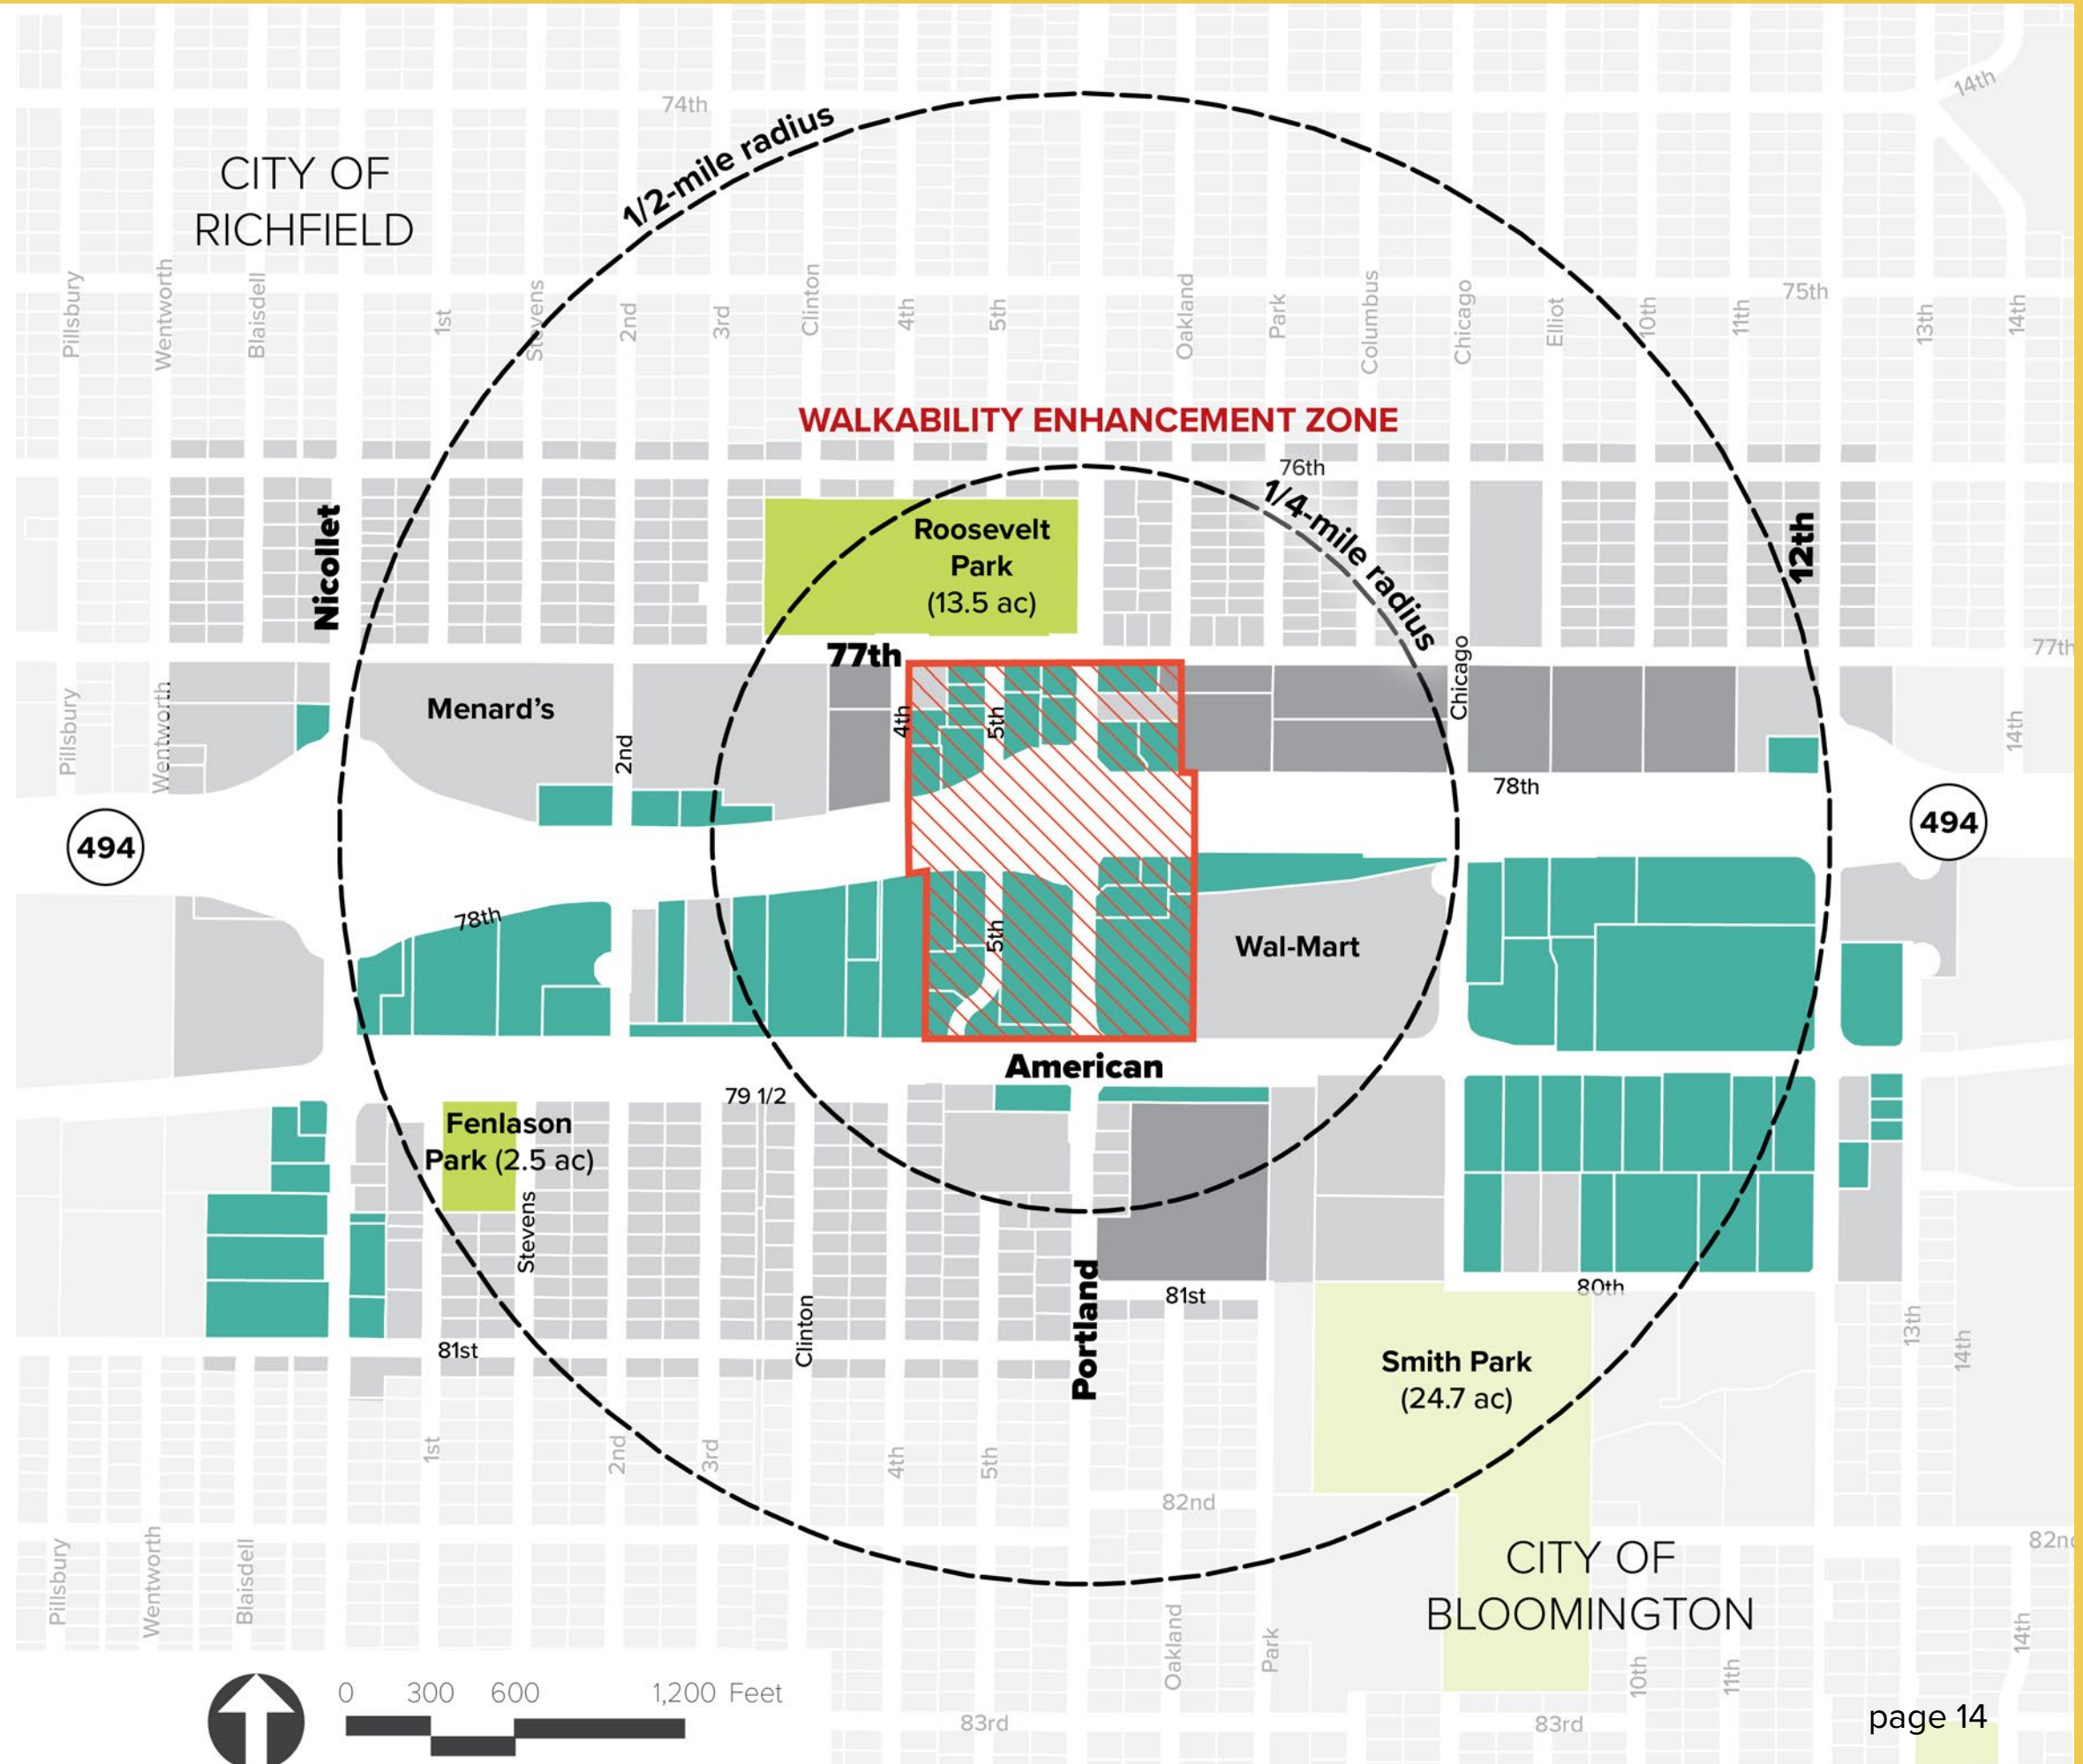 74th
14th
1/2-mile radius
CITY OF
RICHFIELD
Pillsbury
Wentworth
Blaisdell
1st
Stevens
2nd
3rd
Clinton
4th
5th
Oakland
Park
Columbus
Chicago
Elliot
10th
11th
75th
13th
14th
WALKABILITY ENHANCEMENT ZONE
76th
1/4-mile radius
Nicollet
Roosevelt
Park
(13.5 ac)
12th
77th
77th
Menard's
Pillsbury
Wentworth
2nd
4th
5th
Chicago
14th
78th
494
494
78th
5th
Wal-Mart
American
79 1/2
Fenlason
Park (2.5 ac)
Stevens
Clinton
Portland
81st
80th
81st
Smith Park
(24.7 ac)
13th
14th
1st
2nd
3rd
4th
5th
82nd
82nd
Pillsbury
Wentworth
Blaisdell
CITY OF
BLOOMINGTON
Oakland
Park
10th
11th
14th
0 300 600 1,200 Feet
83rd
83rd
page 14